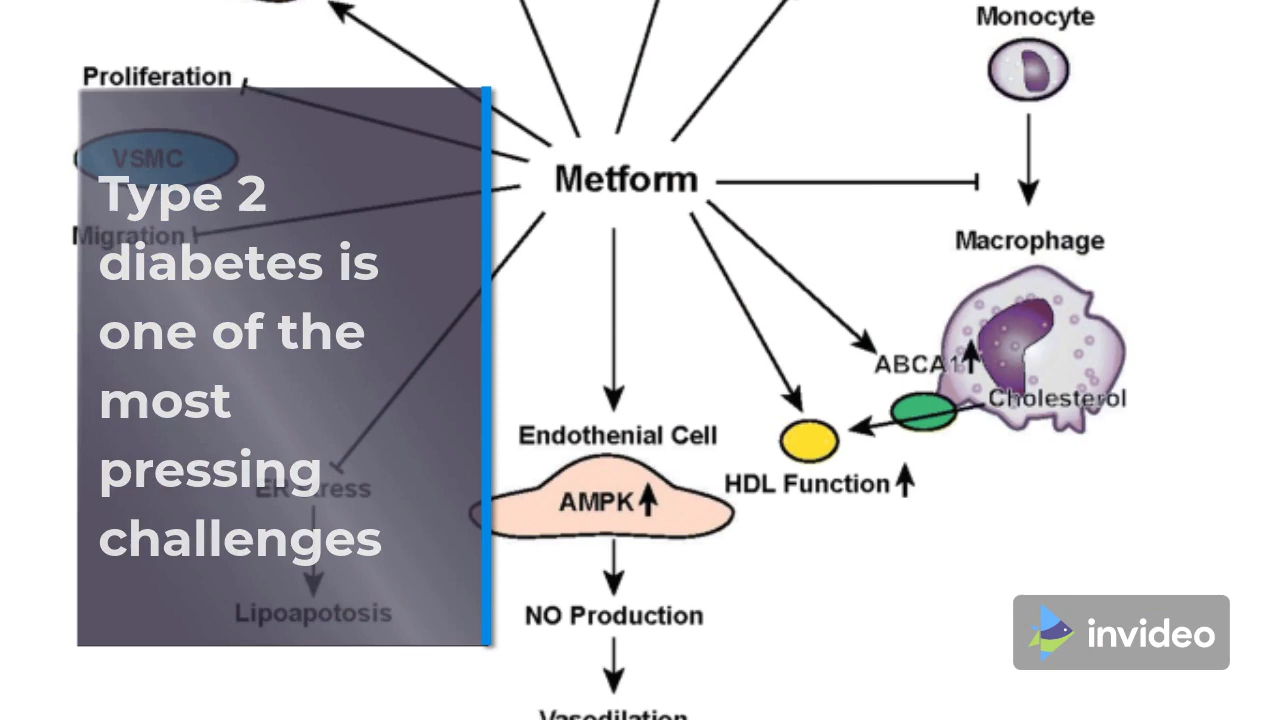 Monocyte
Proliferation
VSMC
Metform
Type 2
diabetes is
one of the
most
pressing
challenges
Migration
Macrophage
ABCA1
Cholesterol
Endothenial Cell
HDL Function
AMPK
Lipoapotosis
NO Production
invideo
Vasodilation